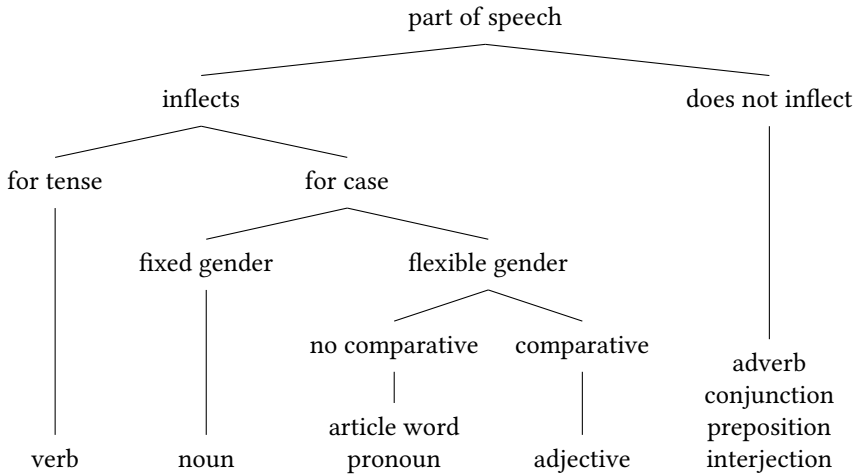 part of speech
inflects
does not inflect
for tense
for case
fixed gender
flexible gender
no comparative
comparative
verb
noun
article word
pronoun
adjective
adverb
conjunction
preposition
interjection